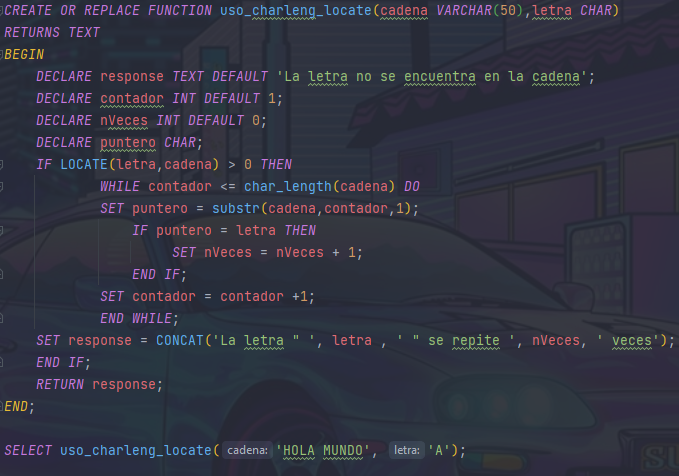 CREATE OR REPLACE FUNCTION uso_charleng_locate(cadena VARCHAR(50),letra CHAR)
RETURNS TEXT
BEGIN
    DECLARE response TEXT DEFAULT 'La letra no se encuentra en la cadena';
    DECLARE contador INT DEFAULT 1;
    DECLARE nVeces INT DEFAULT 0;
    DECLARE puntero CHAR;
    IF LOCATE(letra,cadena) > 0 THEN
            WHILE contador <= char_length(cadena) DO
            SET puntero = substr(cadena,contador,1);
                IF puntero = letra THEN
                     SET nVeces = nVeces + 1;
                END IF;
            SET contador = contador +1;
            END WHILE;
    SET response = CONCAT('La letra " ', letra , ' " se repite ', nVeces, ' veces');
    END IF;
    RETURN response;
END;

SELECT uso_charleng_locate( cadena: 'HOLA MUNDO', letra: 'A');